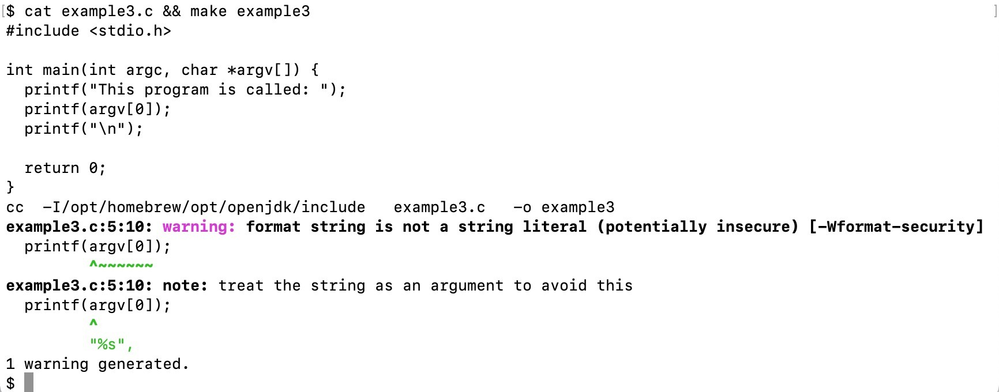 [$ cat example3.c && make example3 ]
#include <stdio.h>

int main(int argc, char *argv[]) {
  printf("This program is called: ");
  printf(argv[0]);
  printf("\n");

  return 0;
}
cc  -I/opt/homebrew/opt/openjdk/include   example3.c   -o example3
example3.c:5:10: warning: format string is not a string literal (potentially insecure) [-Wformat-security]
  printf(argv[0]);
         ^~~~~~~
example3.c:5:10: note: treat the string as an argument to avoid this
  printf(argv[0]);
         ^
         "%s",
1 warning generated.
$